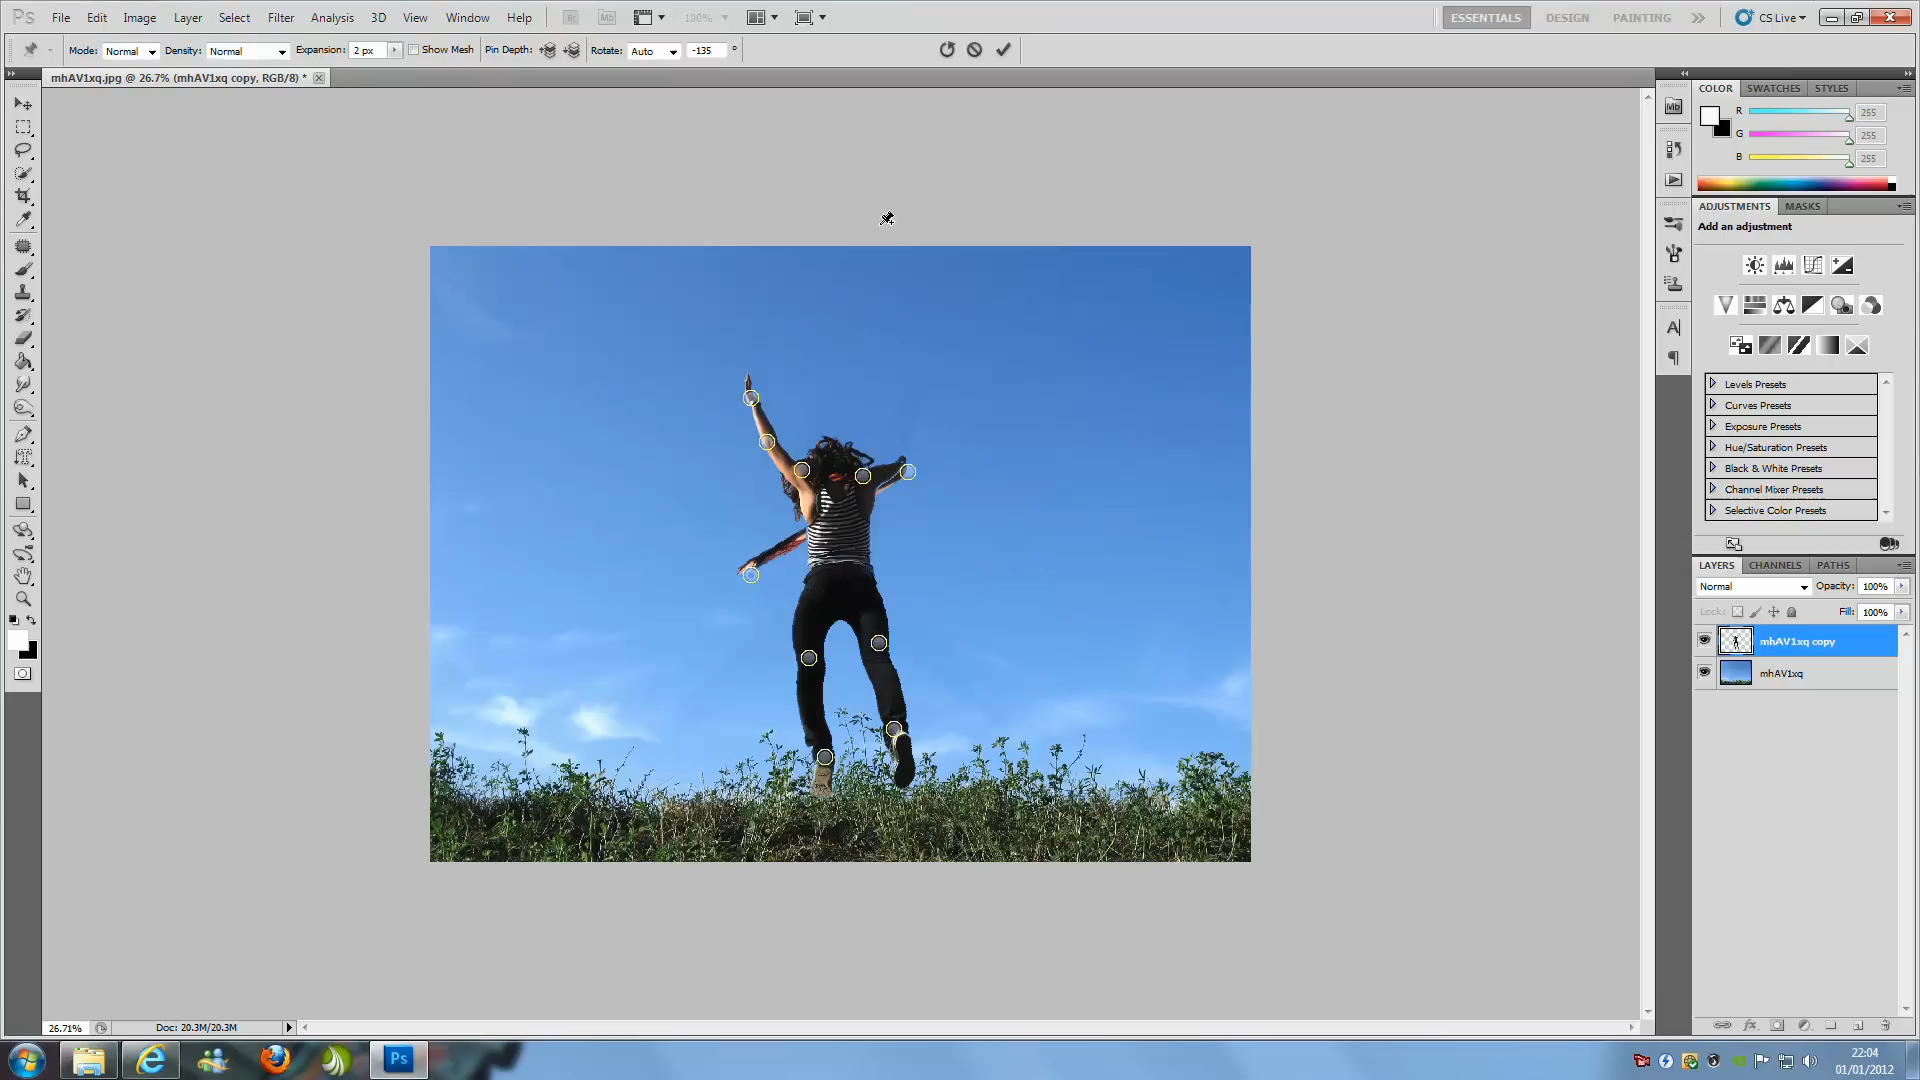 Ps File Edit Image Layer Select Filter Analysis 3D View Window Help Br Mb 100% ESSENTIALS DESIGN PAINTING CS Live
Mode: Normal Density: Normal Expansion: 2 px Show Mesh Pin Depth: Rotate: Auto -135 °
mhAV1xq.jpg @ 26.7% (mhAV1xq copy, RGB/8) *
COLOR SWATCHES STYLES
R 255
G 255
B 255
Mb
ADJUSTMENTS MASKS
Add an adjustment
Levels Presets
Curves Presets
Exposure Presets
Hue/Saturation Presets
Black & White Presets
Channel Mixer Presets
Selective Color Presets
LAYERS CHANNELS PATHS
Normal Opacity: 100%
Lock: Fill: 100%
mhAV1xq copy
mhAV1xq
26.71% Doc: 20.3M/20.3M
Ps
22:04
01/01/2012